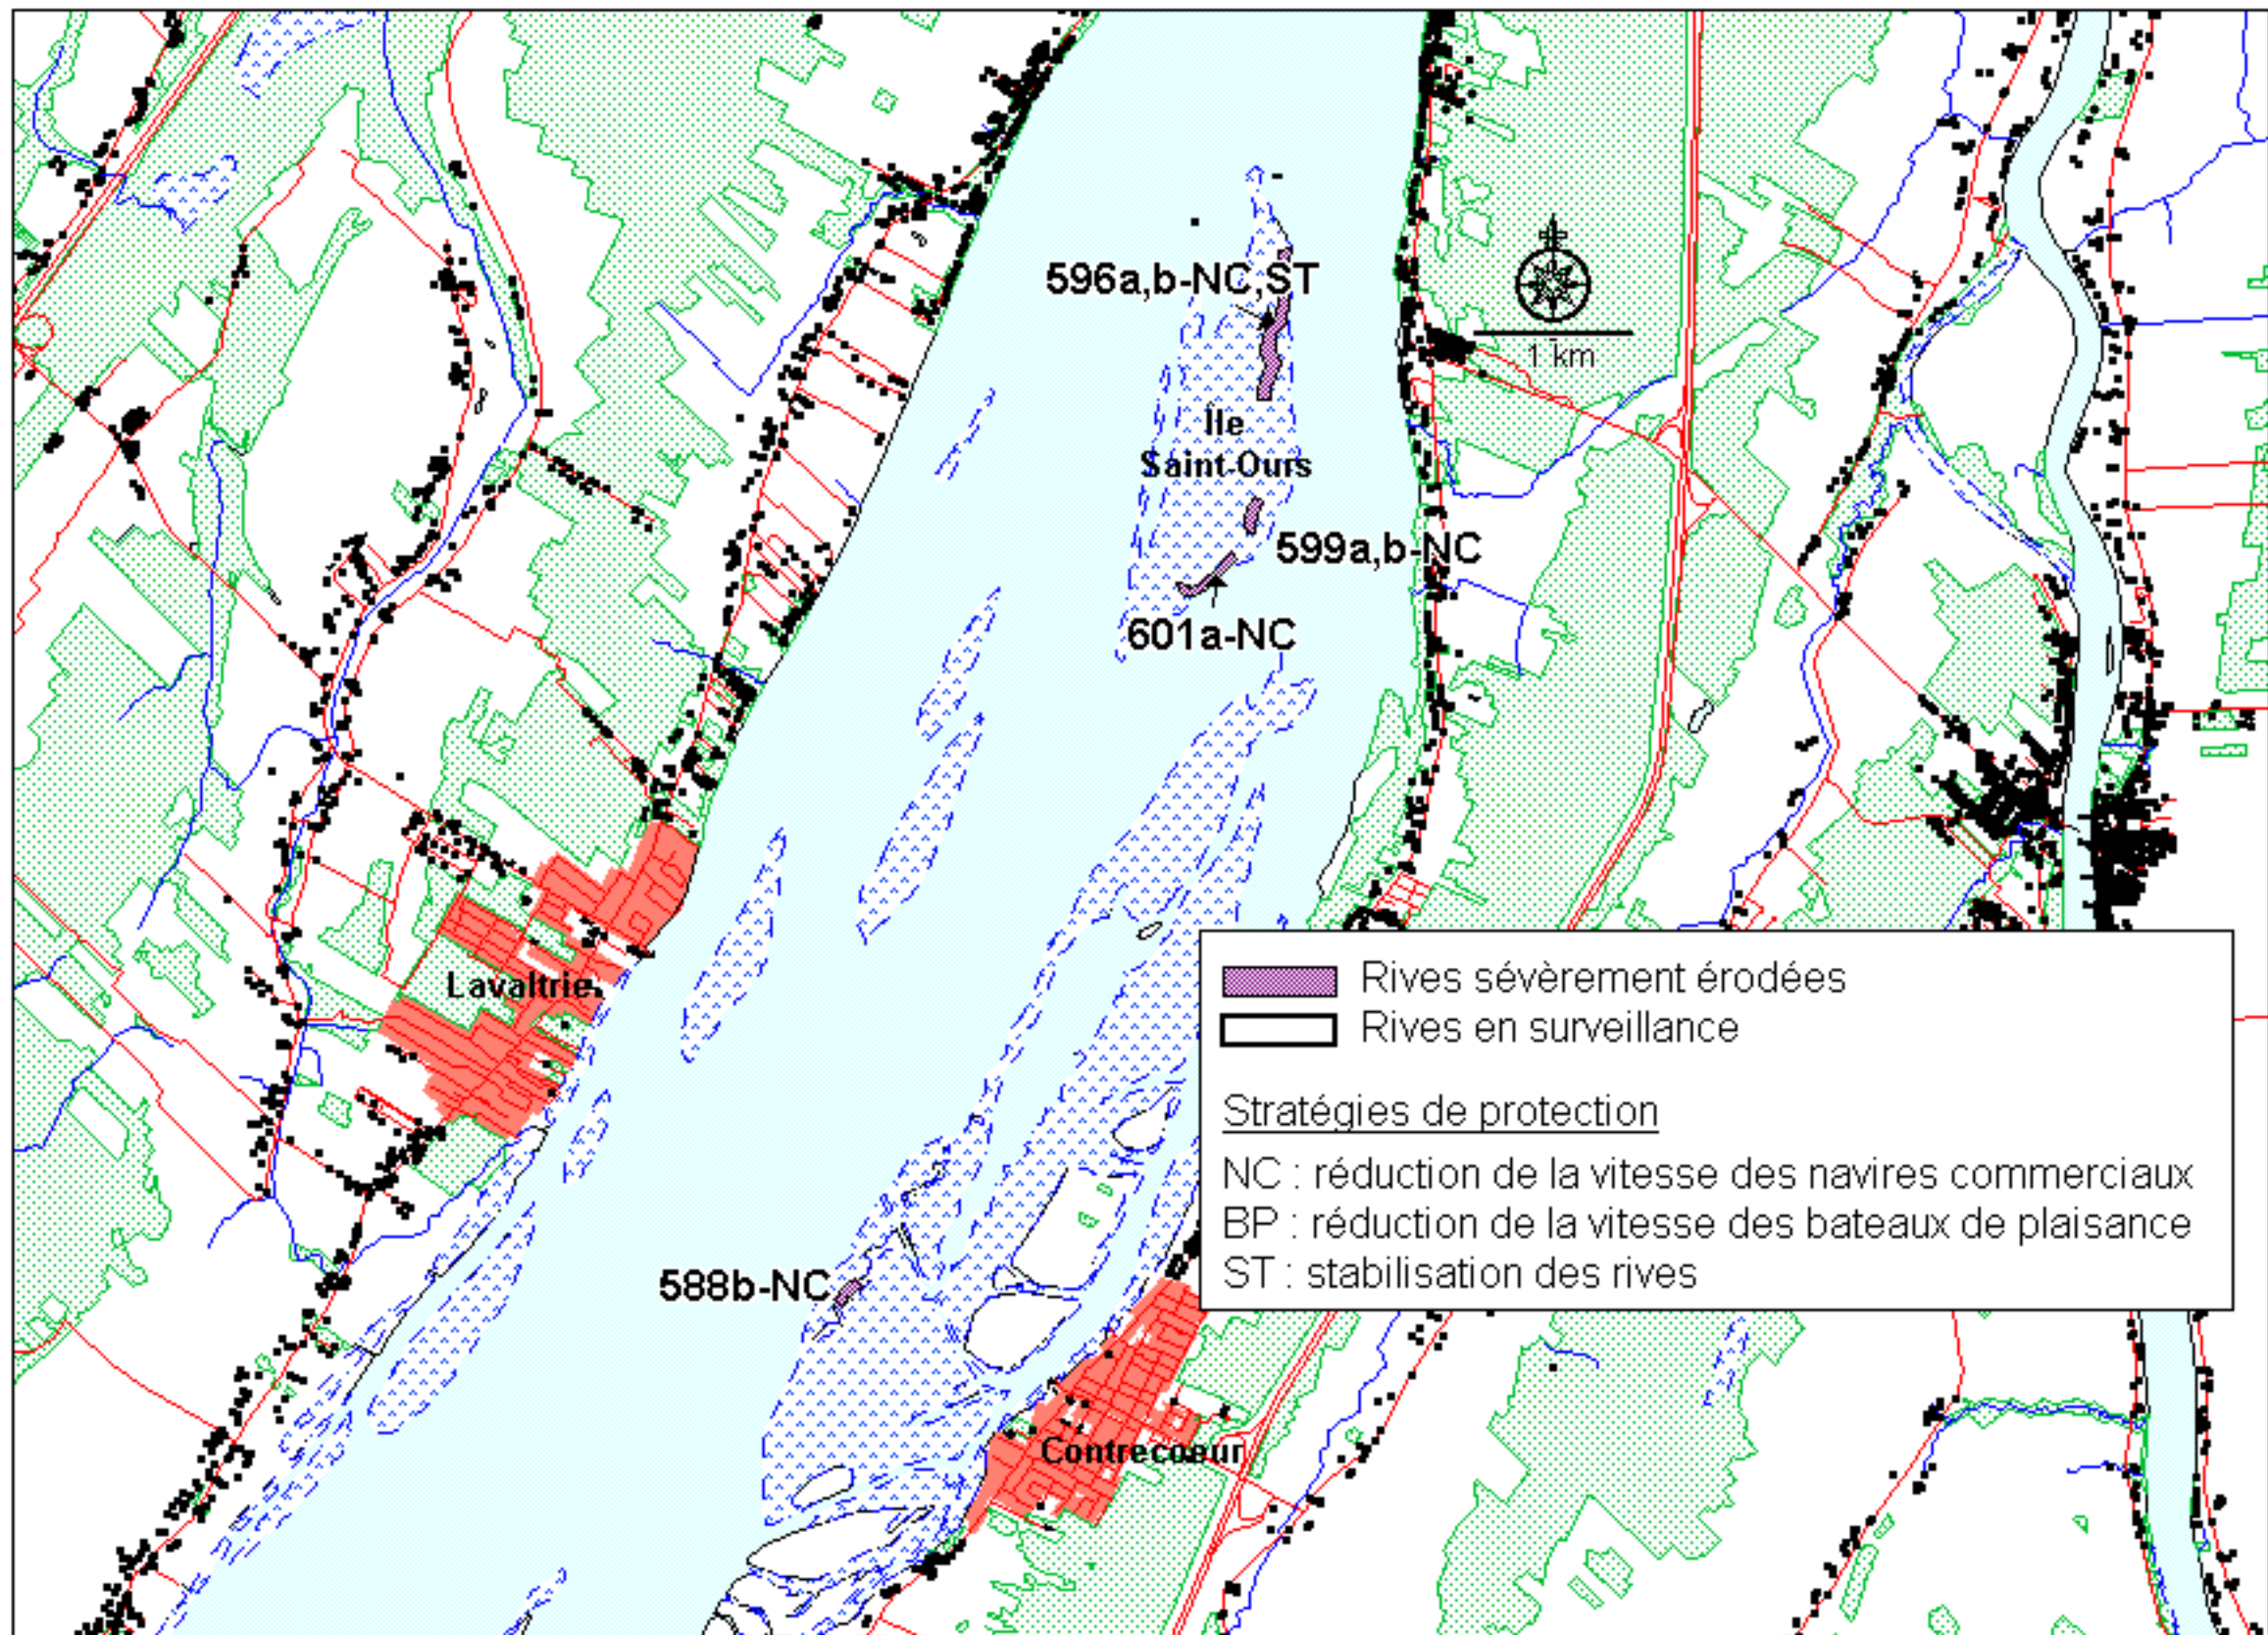 596a,b-NC,ST
1 km
Île
Saint-Ours
599a,b-NC
601a-NC
Lavaltrie
588b-NC
Contrecoeur
Rives sévèrement érodées
Rives en surveillance
Stratégies de protection
NC : réduction de la vitesse des navires commerciaux
BP : réduction de la vitesse des bateaux de plaisance
ST : stabilisation des rives